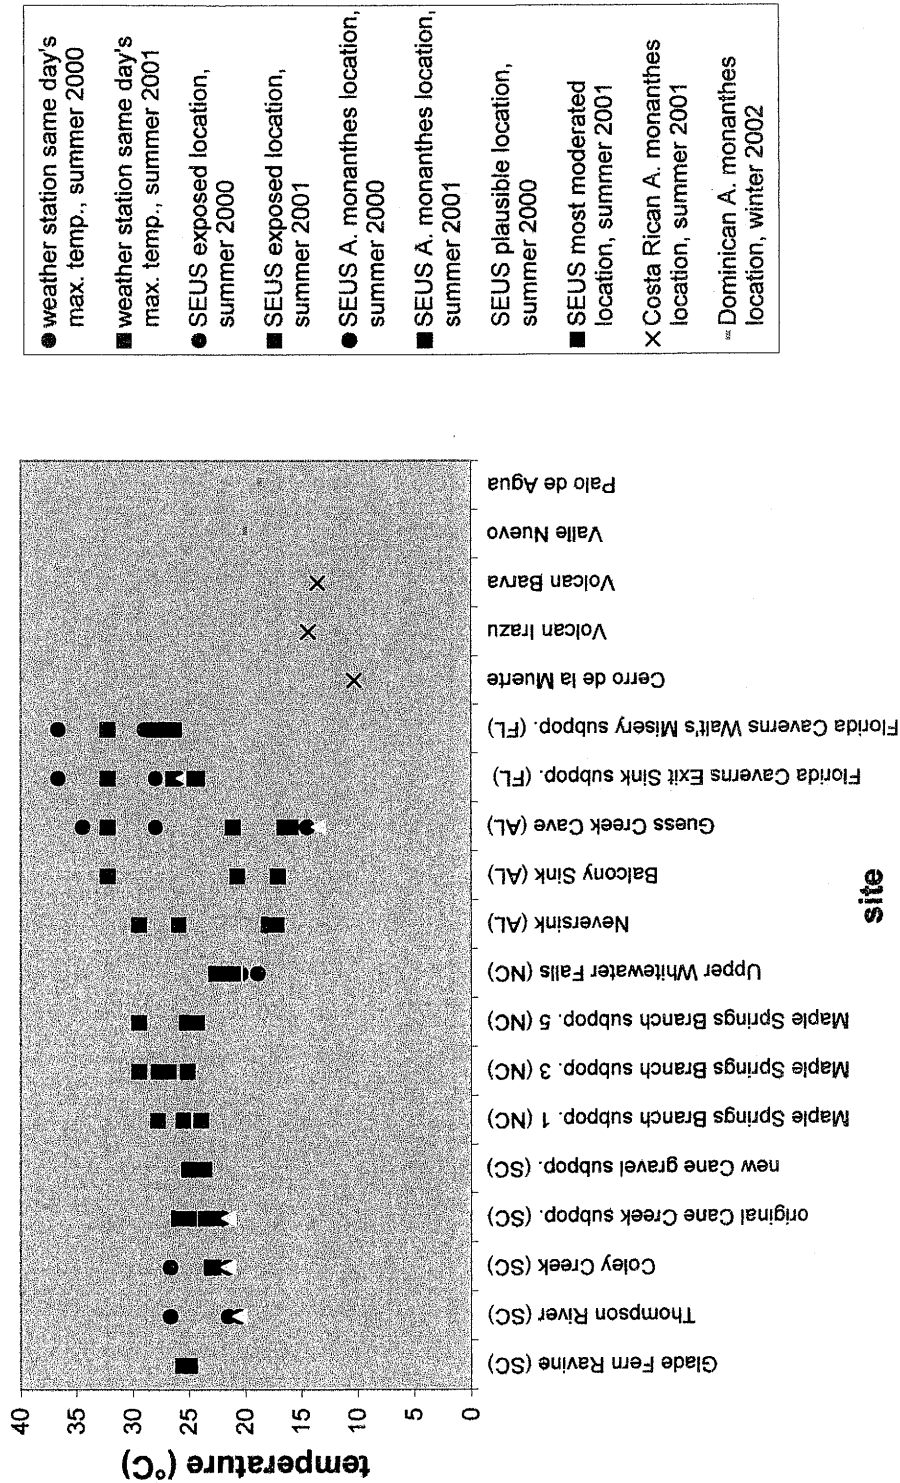 ● weather station same day's
max. temp., summer 2000
■ weather station same day's
max. temp., summer 2001
● SEUS exposed location,
summer 2000
■ SEUS exposed location,
summer 2001
● SEUS A. monanthes location,
summer 2000
■ SEUS A. monanthes location,
summer 2001
SEUS plausible location,
summer 2000
■ SEUS most moderated
location, summer 2001
× Costa Rican A. monanthes
location, summer 2001
- Dominican A. monanthes
location, winter 2002
temperature (°C)
40
35
30
25
20
15
10
5
0
Glade Fern Ravine (SC)
Thompson River (SC)
Coley Creek (SC)
original Cane Creek subpop. (SC)
new Cane gravel subpop. (SC)
Maple Springs Branch subpop. 1 (NC)
Maple Springs Branch subpop. 3 (NC)
Maple Springs Branch subpop. 5 (NC)
Upper Whitewater Falls (NC)
Neversink (AL)
Balcony Sink (AL)
Guess Creek Cave (AL)
Florida Caverns Exit Sink subpop. (FL)
Florida Caverns Wall's Misery subpop. (FL)
Cerro de la Muerte
Volcan Irazu
Volcan Barva
Valle Nuevo
Palo de Agua
site